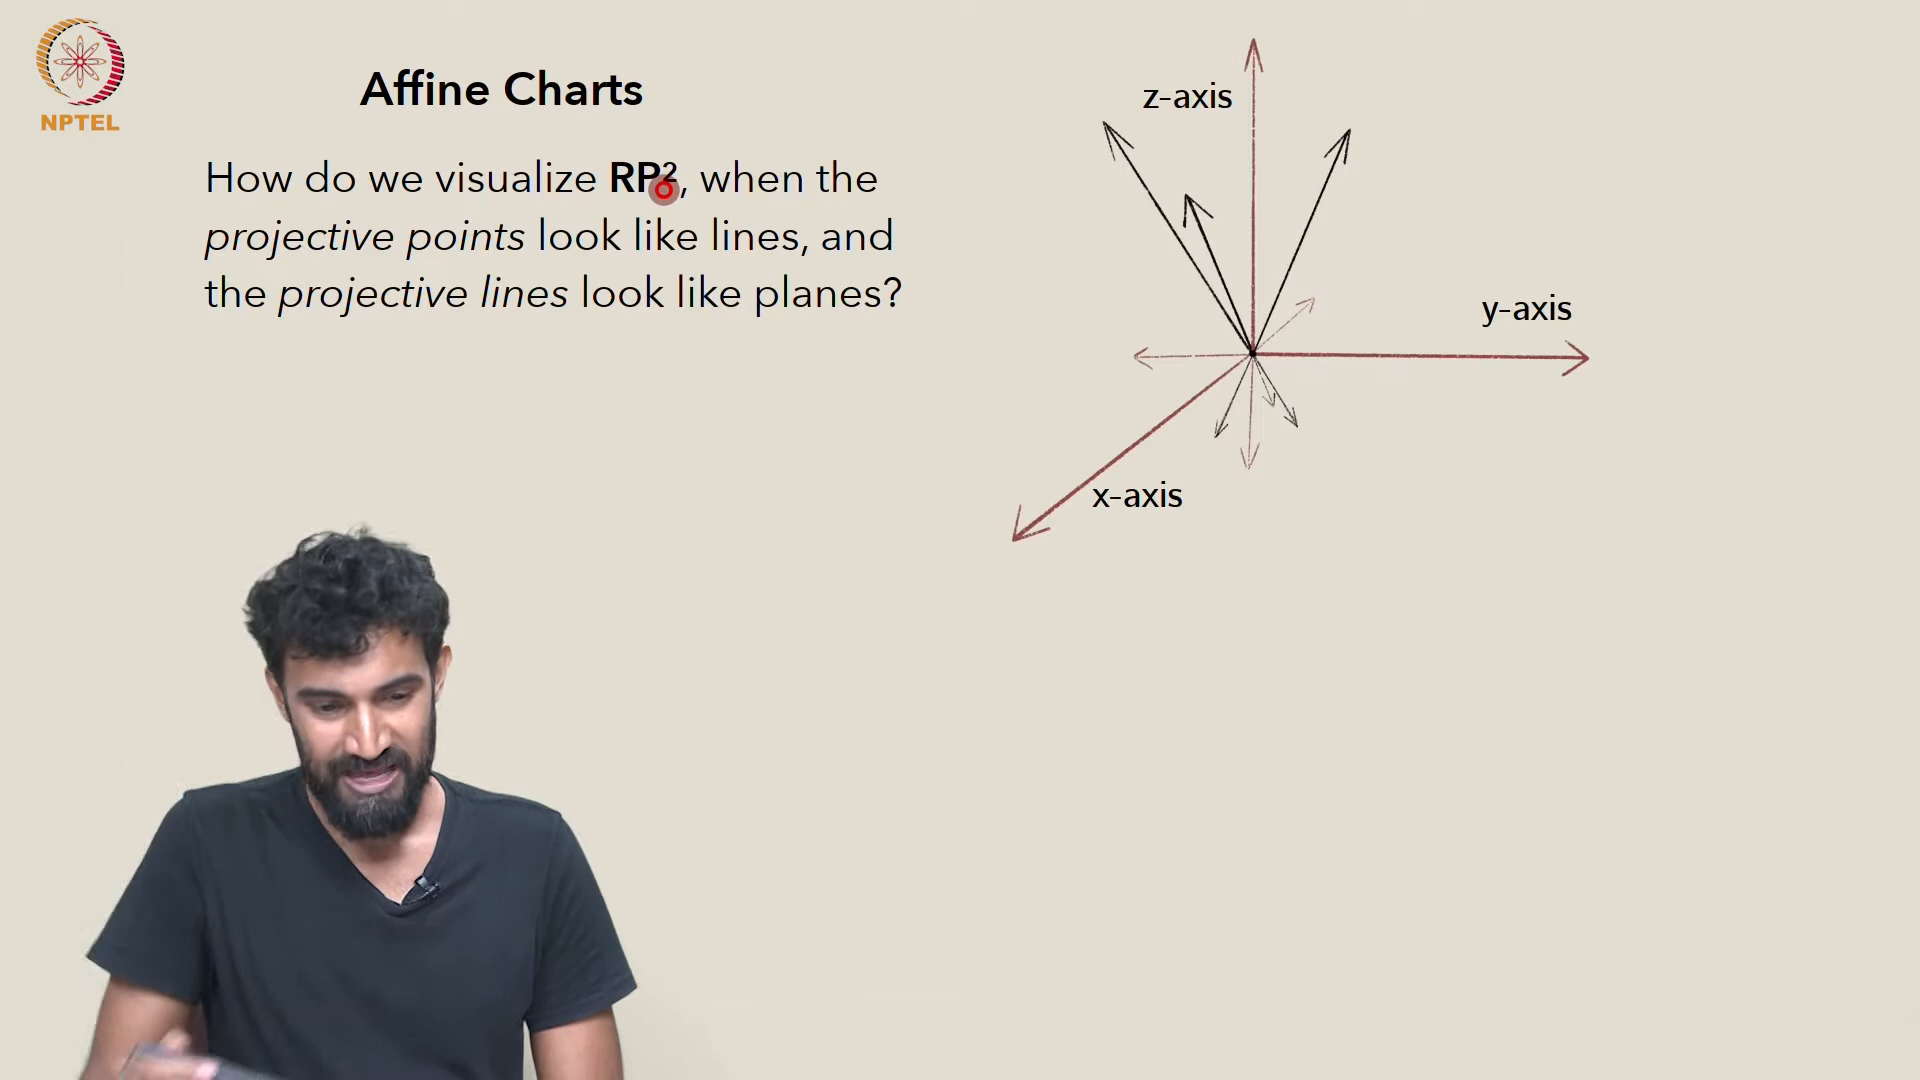 NPTEL
Affine Charts
How do we visualize RP², when the
projective points look like lines, and
the projective lines look like planes?
z-axis
y-axis
x-axis